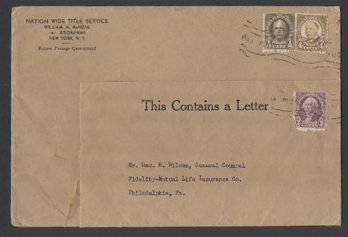 NATION WIDE TITLE SERVICE
WILLIAM H. McNEAL
BROADWAY
NEW YORK, N. Y.
Return Postage Guaranteed
This Contains a Letter
Mr. Geo. R. Wilson, General Counsel
Fidelity-Mutual Life Insurance Co.
Philadelphia, Pa.